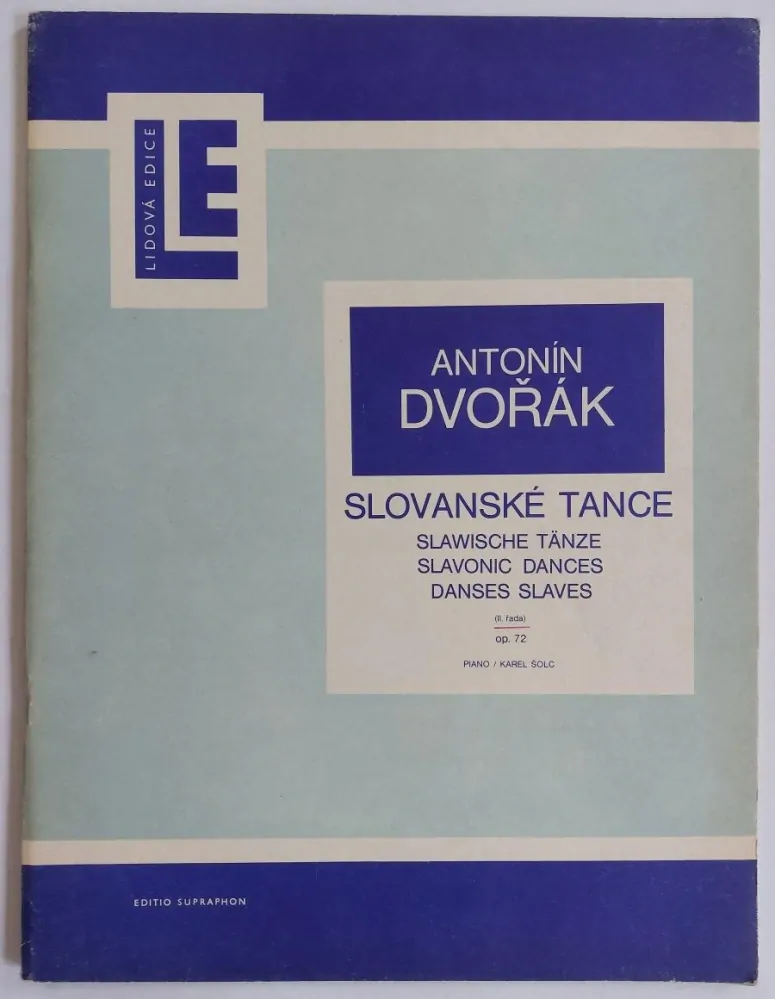 LIDOVÁ EDICE
LE
ANTONÍN
DVOŘÁK
SLOVANSKÉ TANCE
SLAWISCHE TÄNZE
SLAVONIC DANCES
DANSES SLAVES
(II. řada)
op. 72
PIANO / KAREL ŠOLC
EDITIO SUPRAPHON